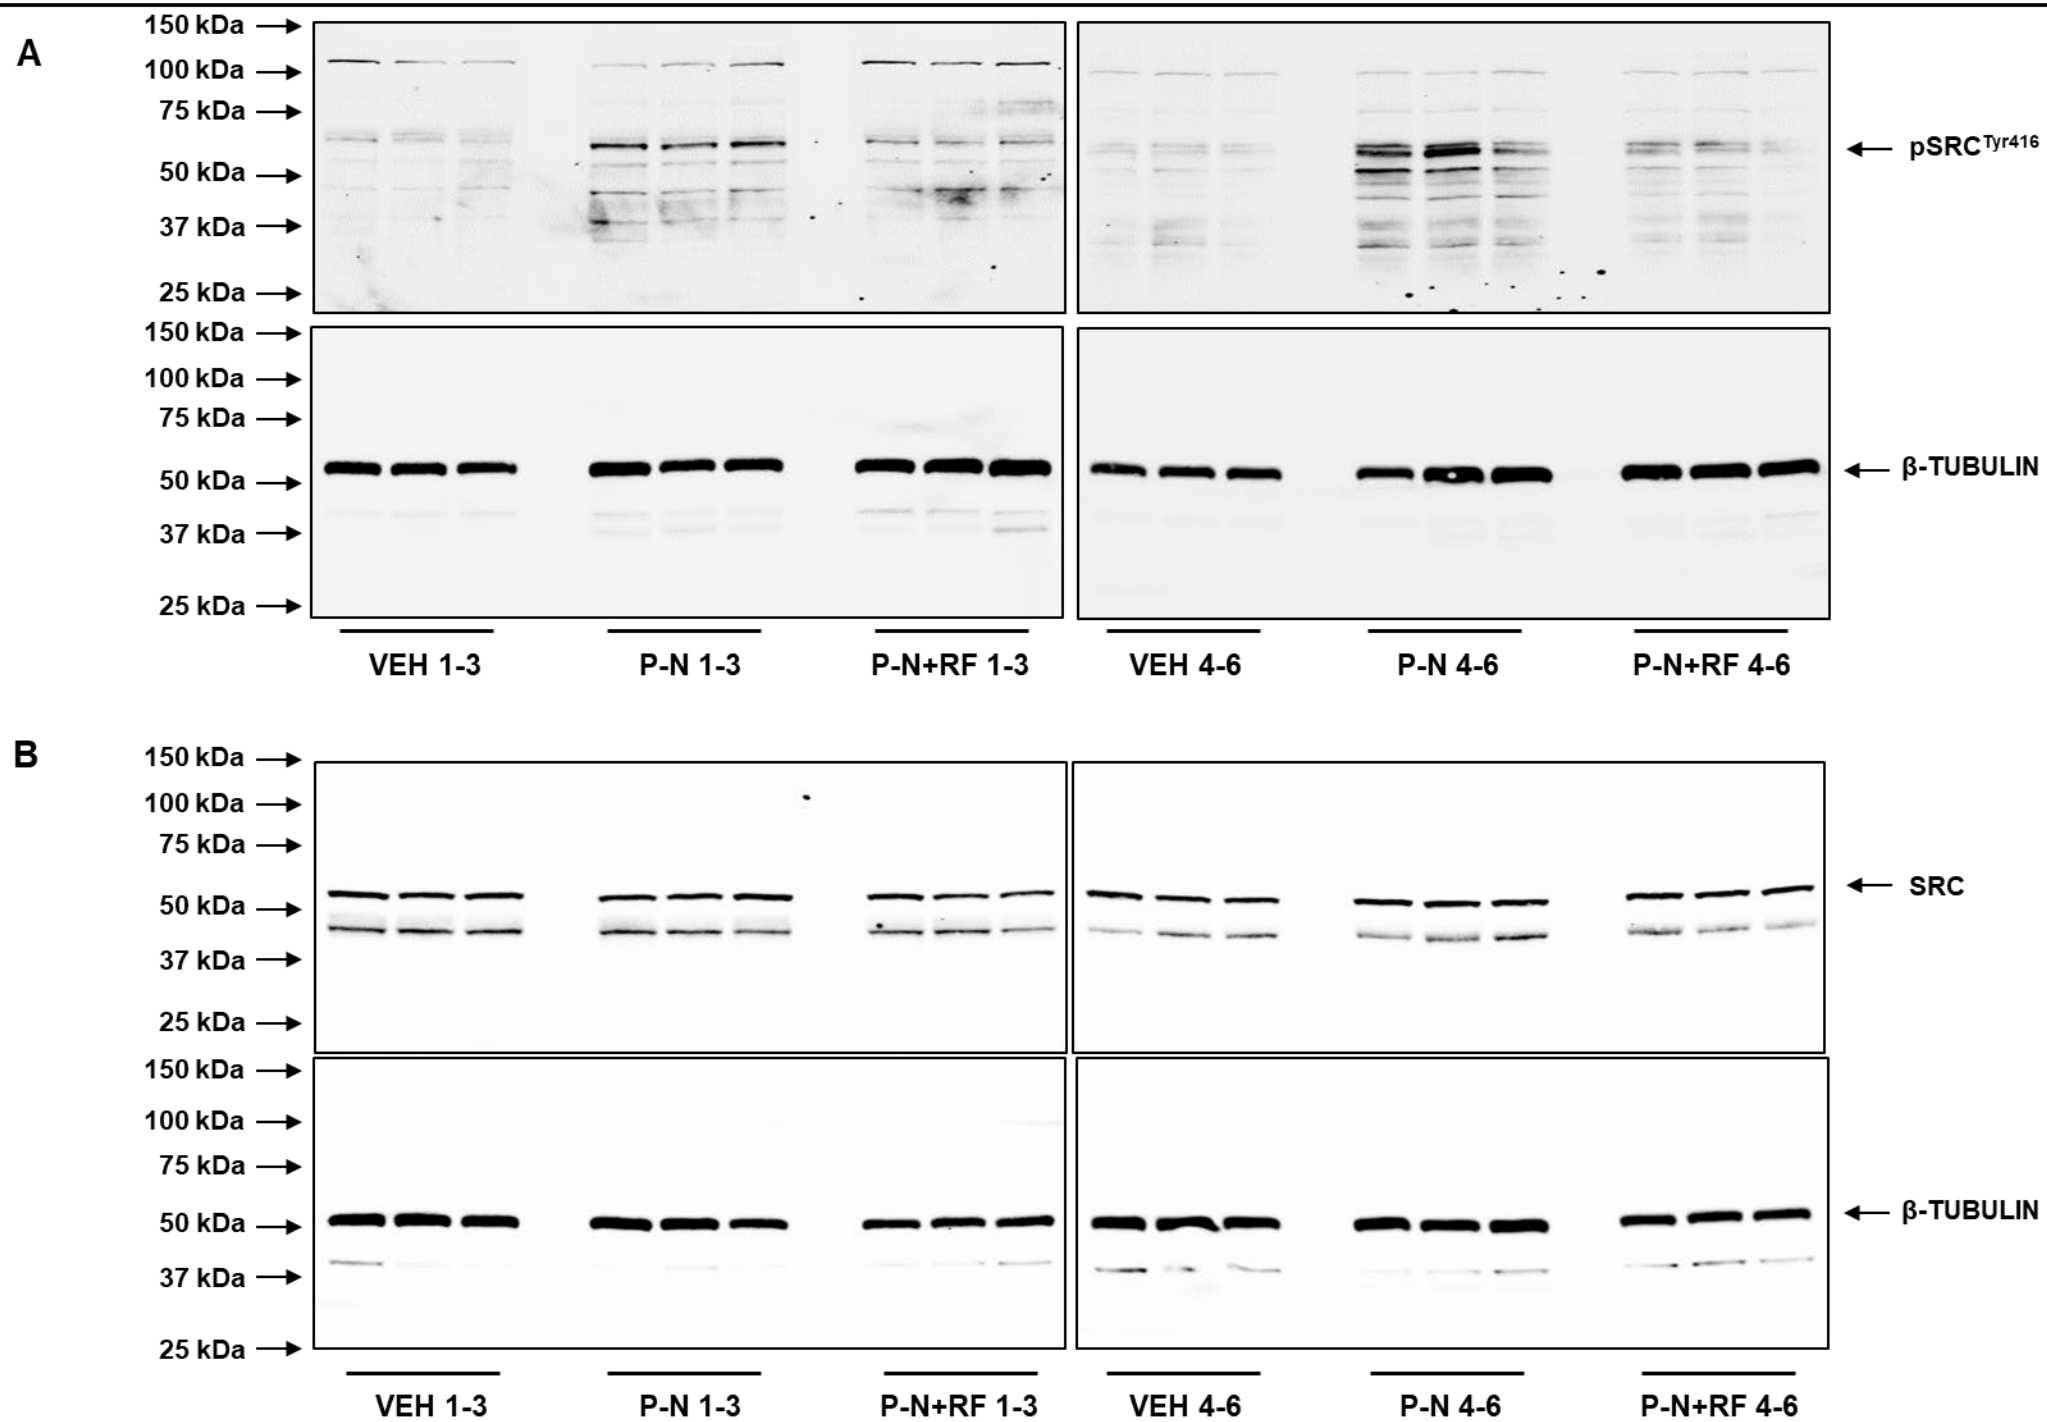 A
150 kDa
100 kDa
75 kDa
50 kDa
37 kDa
25 kDa
pSRCTyr416
150 kDa
100 kDa
75 kDa
50 kDa
37 kDa
25 kDa
β-TUBULIN
VEH 1-3 P-N 1-3 P-N+RF 1-3 VEH 4-6 P-N 4-6 P-N+RF 4-6
B
150 kDa
100 kDa
75 kDa
50 kDa
37 kDa
25 kDa
SRC
150 kDa
100 kDa
75 kDa
50 kDa
37 kDa
25 kDa
β-TUBULIN
VEH 1-3 P-N 1-3 P-N+RF 1-3 VEH 4-6 P-N 4-6 P-N+RF 4-6